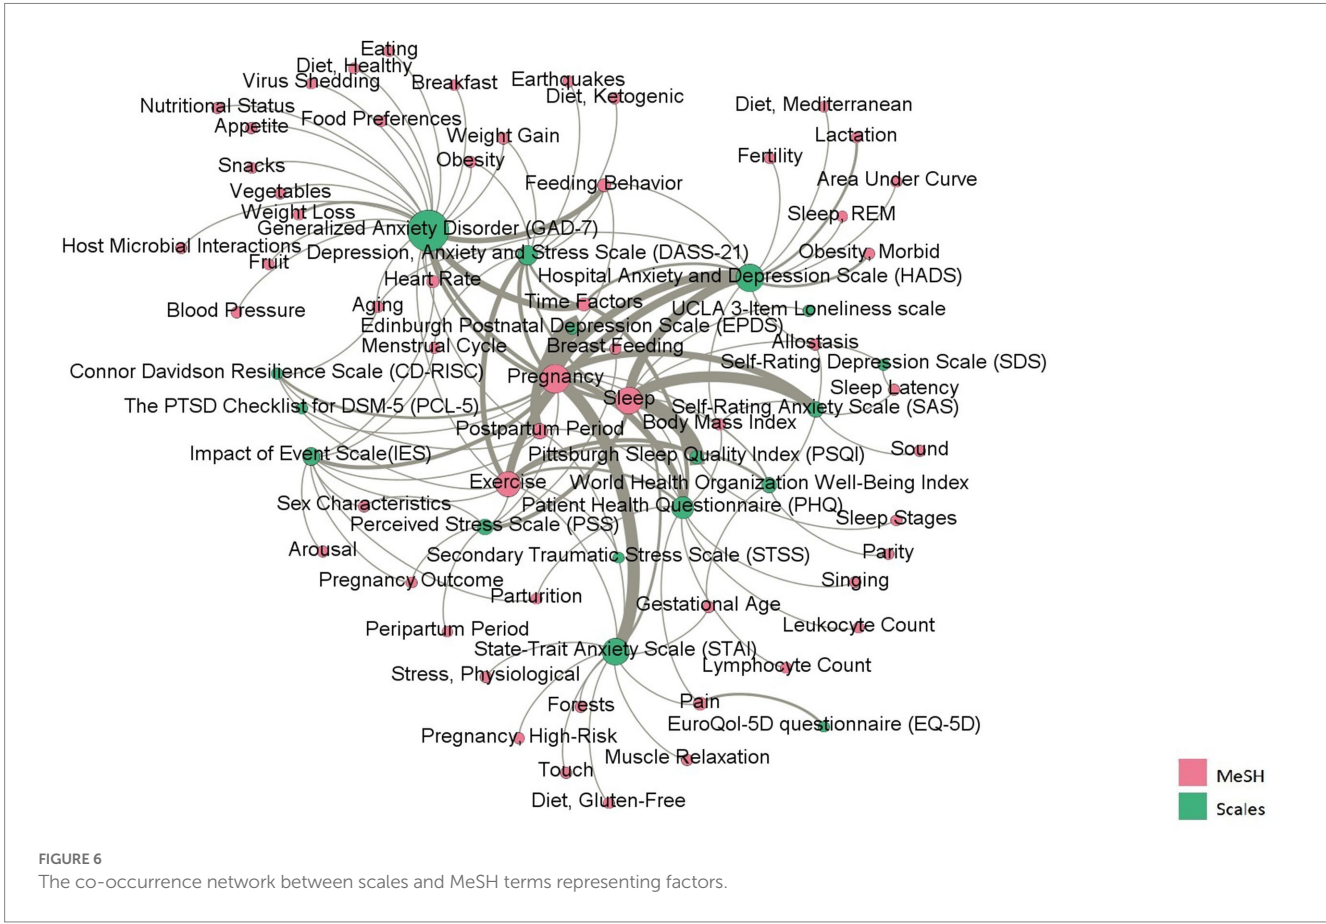 Eating
Diet, Healthy
Virus Shedding
Breakfast
Earthquakes
Diet, Ketogenic
Nutritional Status
Food Preferences
Appetite
Diet, Mediterranean
Weight Gain
Lactation
Obesity
Fertility
Snacks
Feeding Behavior
Area Under Curve
Vegetables
Weight Loss
Sleep, REM
Generalized Anxiety Disorder (GAD-7)
Host Microbial Interactions
Depression, Anxiety and Stress Scale (DASS-21)
Obesity, Morbid
Fruit
Heart Rate
Hospital Anxiety and Depression Scale (HADS)
Aging
Time Factors
Blood Pressure
UCLA 3-Item Loneliness scale
Edinburgh Postnatal Depression Scale (EPDS)
Menstrual Cycle
Breast Feeding
Allostasis
Self-Rating Depression Scale (SDS)
Connor Davidson Resilience Scale (CD-RISC)
Pregnancy
Sleep Latency
Sleep
The PTSD Checklist for DSM-5 (PCL-5)
Self-Rating Anxiety Scale (SAS)
Body Mass Index
Postpartum Period
Impact of Event Scale(IES)
Pittsburgh Sleep Quality Index (PSQI)
Sound
Exercise
World Health Organization Well-Being Index
Sex Characteristics
Patient Health Questionnaire (PHQ)
Perceived Stress Scale (PSS)
Sleep Stages
Arousal
Secondary Traumatic Stress Scale (STSS)
Parity
Pregnancy Outcome
Singing
Parturition
Gestational Age
Peripartum Period
Leukocyte Count
State-Trait Anxiety Scale (STAI)
Lymphocyte Count
Stress, Physiological
Forests
Pain
EuroQol-5D questionnaire (EQ-5D)
Pregnancy, High-Risk
Muscle Relaxation
Touch
Diet, Gluten-Free
MeSH
Scales
FIGURE 6
The co-occurrence network between scales and MeSH terms representing factors.